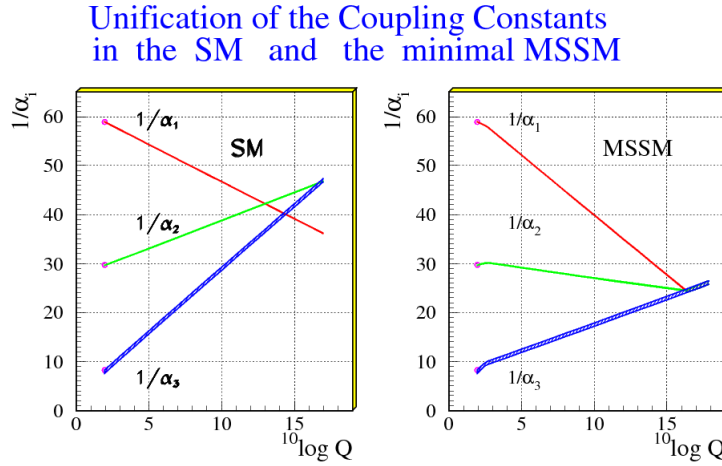 Unification of the Coupling Constants
in the SM and the minimal MSSM
1/αi
60
50
40
30
20
10
0
0
5
10
15
10log Q
1/α1
SM
1/α2
1/α3
1/αi
60
50
40
30
20
10
0
0
5
10
15
10log Q
1/α1
MSSM
1/α2
1/α3